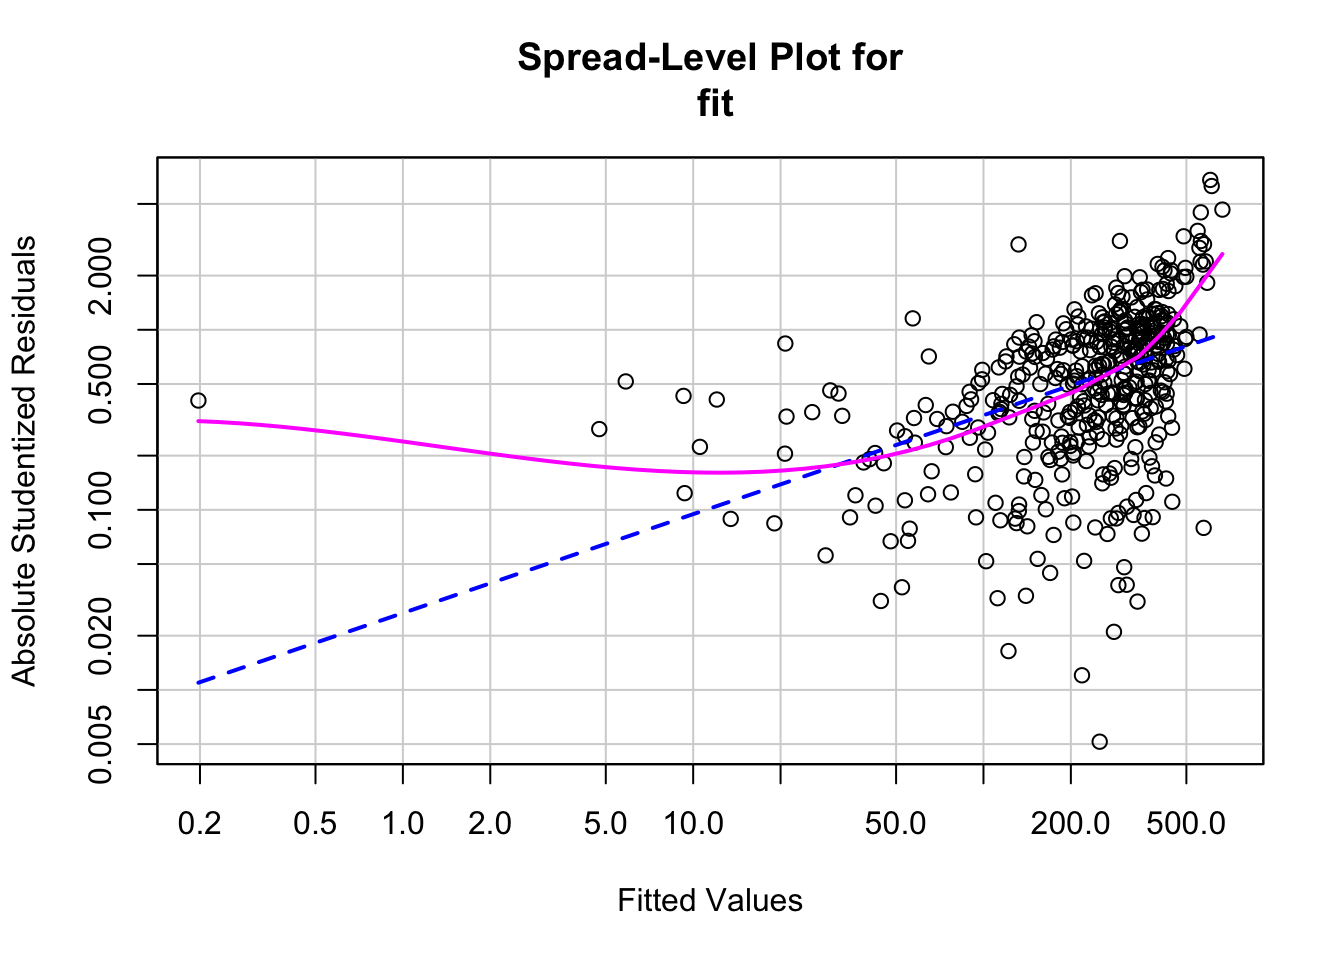 Spread-Level Plot for
fit
Absolute Studentized Residuals
2.000
0.500
0.100
0.020
0.005
0.2 0.5 1.0 2.0 5.0 10.0 50.0 200.0 500.0
Fitted Values